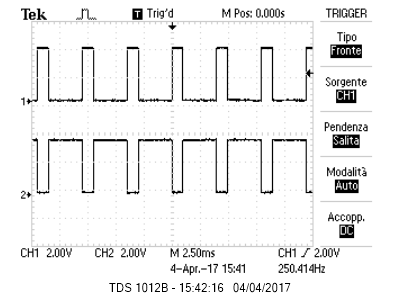 Tek T Trig'd M Pos: 0.000s TRIGGER
Tipo
Fronte
Sorgente
CH1
Pendenza
Salita
Modalità
Auto
Accopp.
DC
1
2
CH1 2.00V CH2 2.00V M 2.50ms CH1 / 2.00V
4-Apr.-17 15:41 250.414Hz
TDS 1012B - 15:42:16 04/04/2017